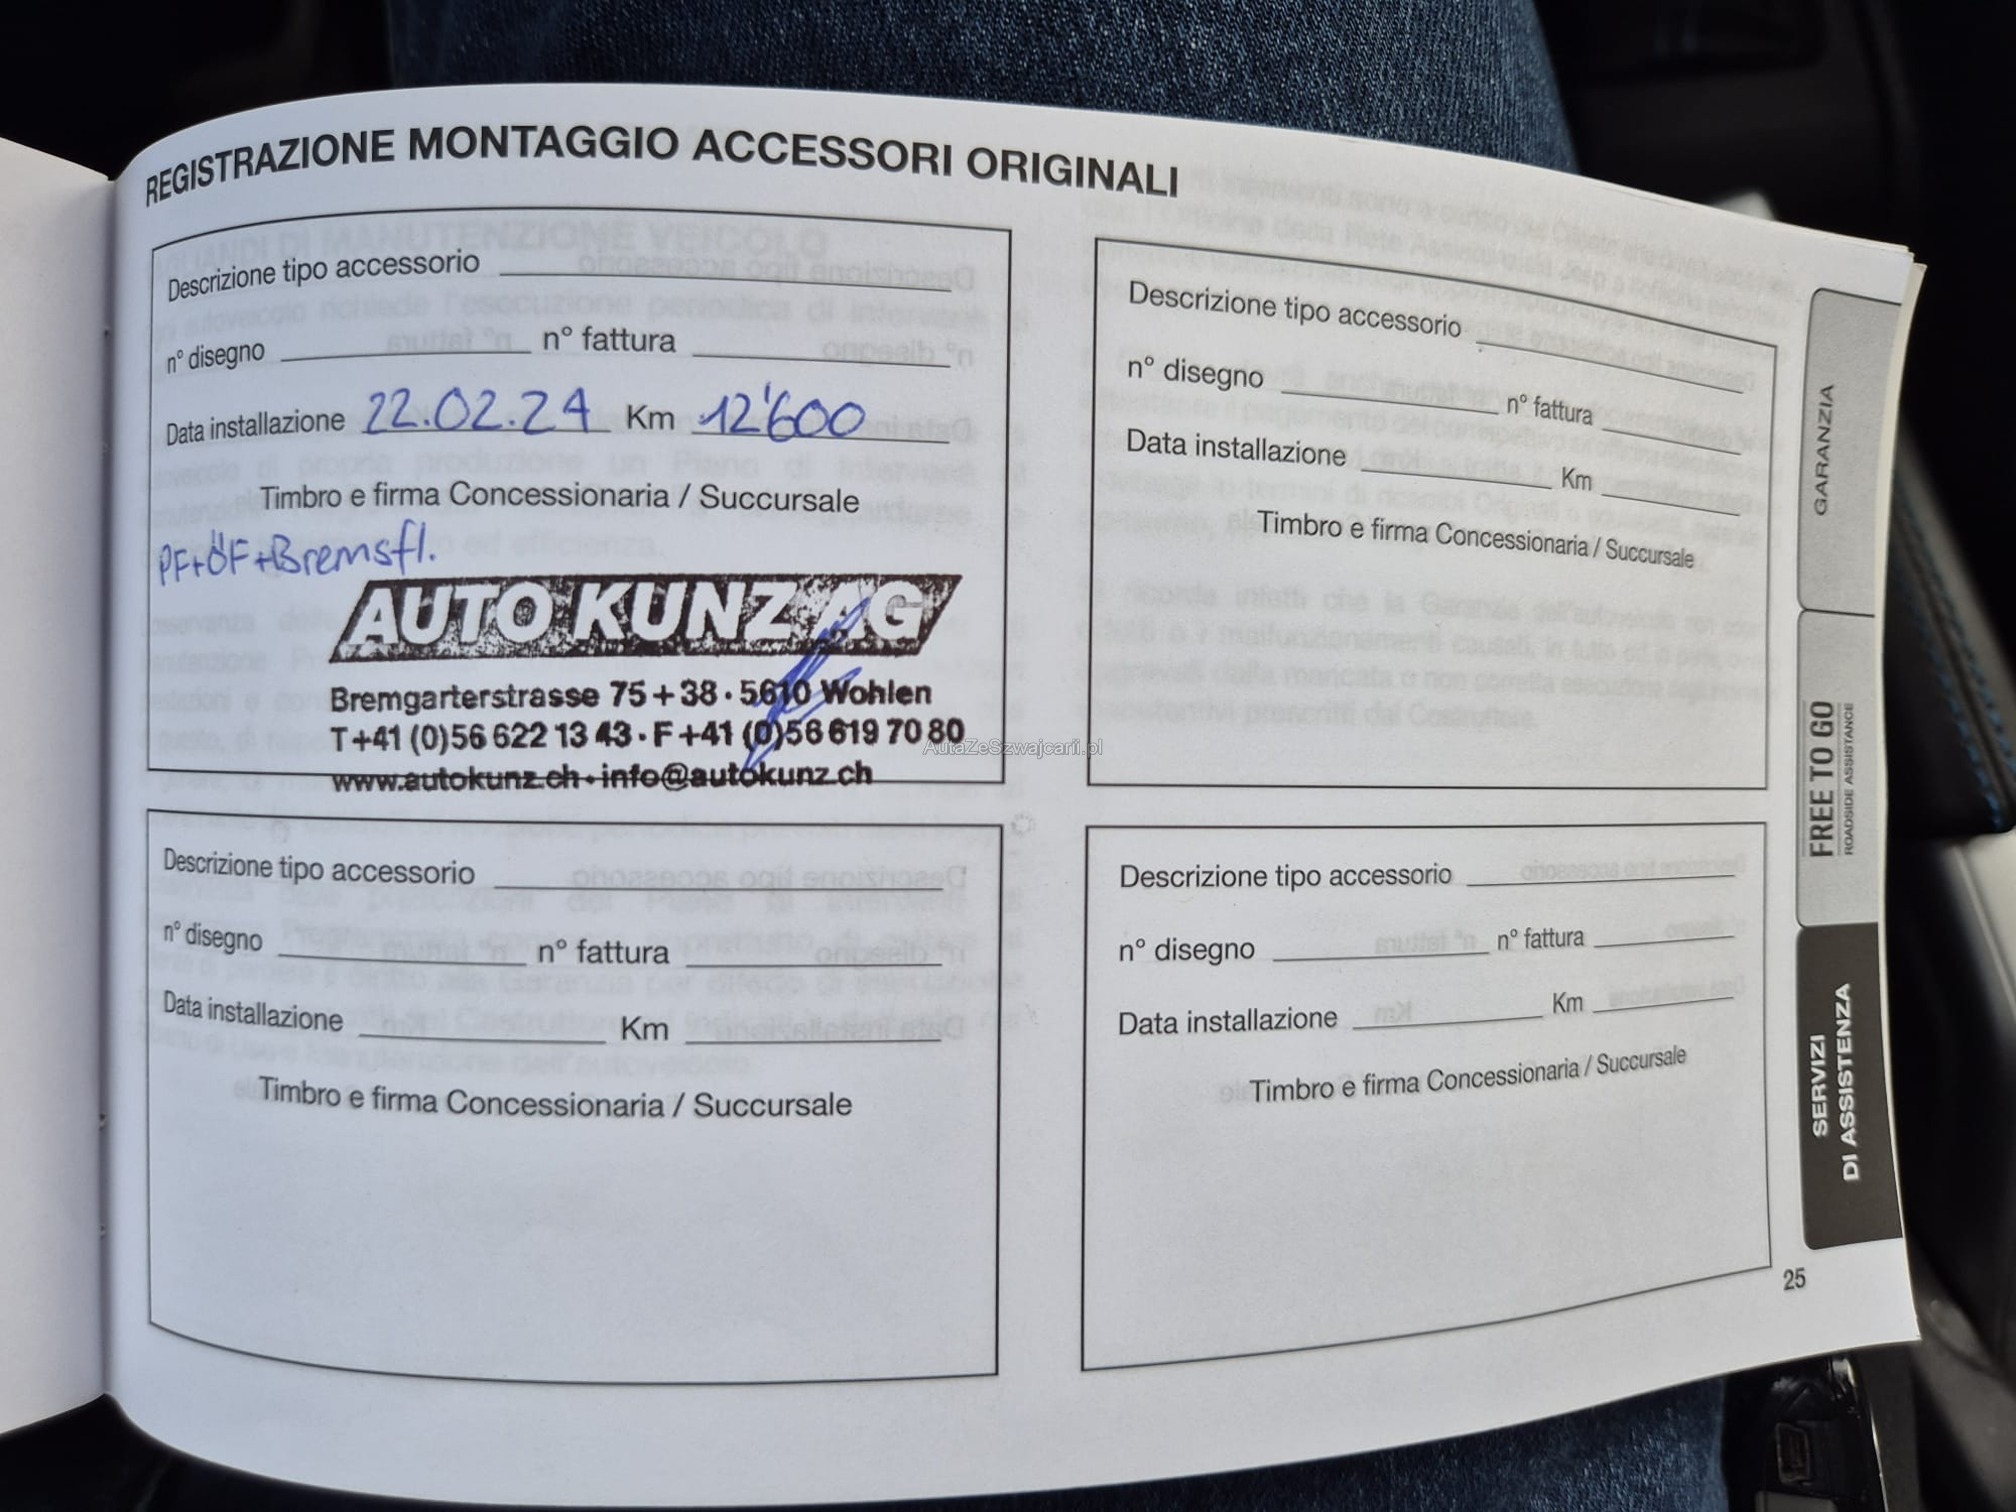 REGISTRAZIONE MONTAGGIO ACCESSORI ORIGINALI
Descrizione tipo accessorio
n° disegno n° fattura
Data installazione 22.02.24 Km 12'600
Timbro e firma Concessionaria / Succursale
PF+ÖF+Bremsfl.
AUTO KUNZ AG
Bremgarterstrasse 75+38 · 5610 Wohlen
T+41 (0)56 622 13 43 · F+41 (0)56 619 70 80
www.autokunz.ch · info@autokunz.ch
Descrizione tipo accessorio
n° disegno n° fattura
Data installazione Km
Timbro e firma Concessionaria / Succursale
Descrizione tipo accessorio
n° disegno n° fattura
Data installazione Km
Timbro e firma Concessionaria / Succursale
Descrizione tipo accessorio
n° disegno n° fattura
Data installazione Km
Timbro e firma Concessionaria / Succursale
GARANZIA
FREE TO GO
ROADSIDE ASSISTANCE
SERVIZI
DI ASSISTENZA
25
AutaZeSzwajcarii.pl